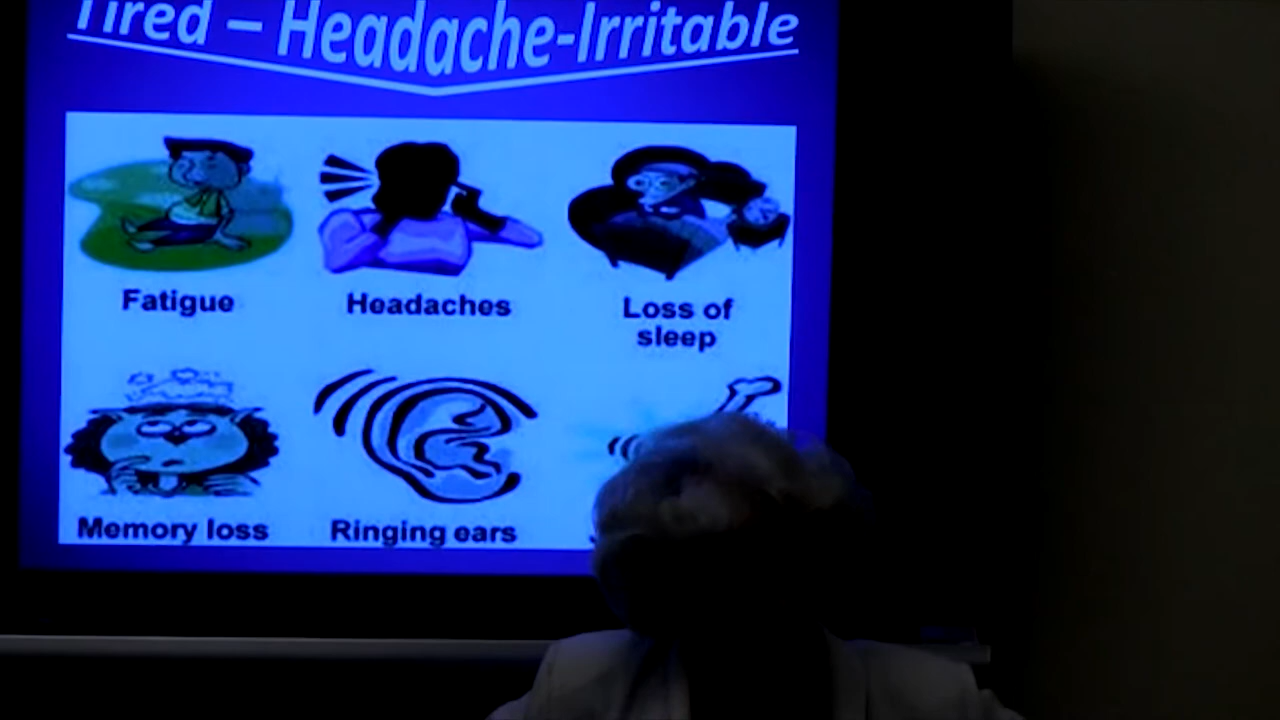 Tired – Headache-Irritable
Fatigue
Headaches
Loss of
sleep
Memory loss
Ringing ears